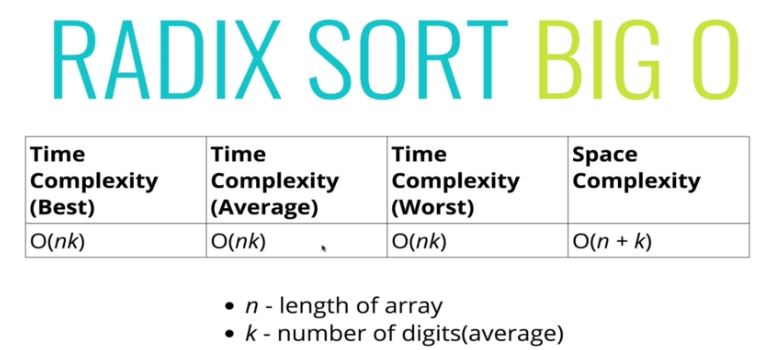 RADIX SORT BIG O
Time Complexity (Best) Time Complexity (Average) Time Complexity (Worst) Space Complexity
O(nk) O(nk) O(nk) O(n + k)
• n - length of array
• k - number of digits(average)